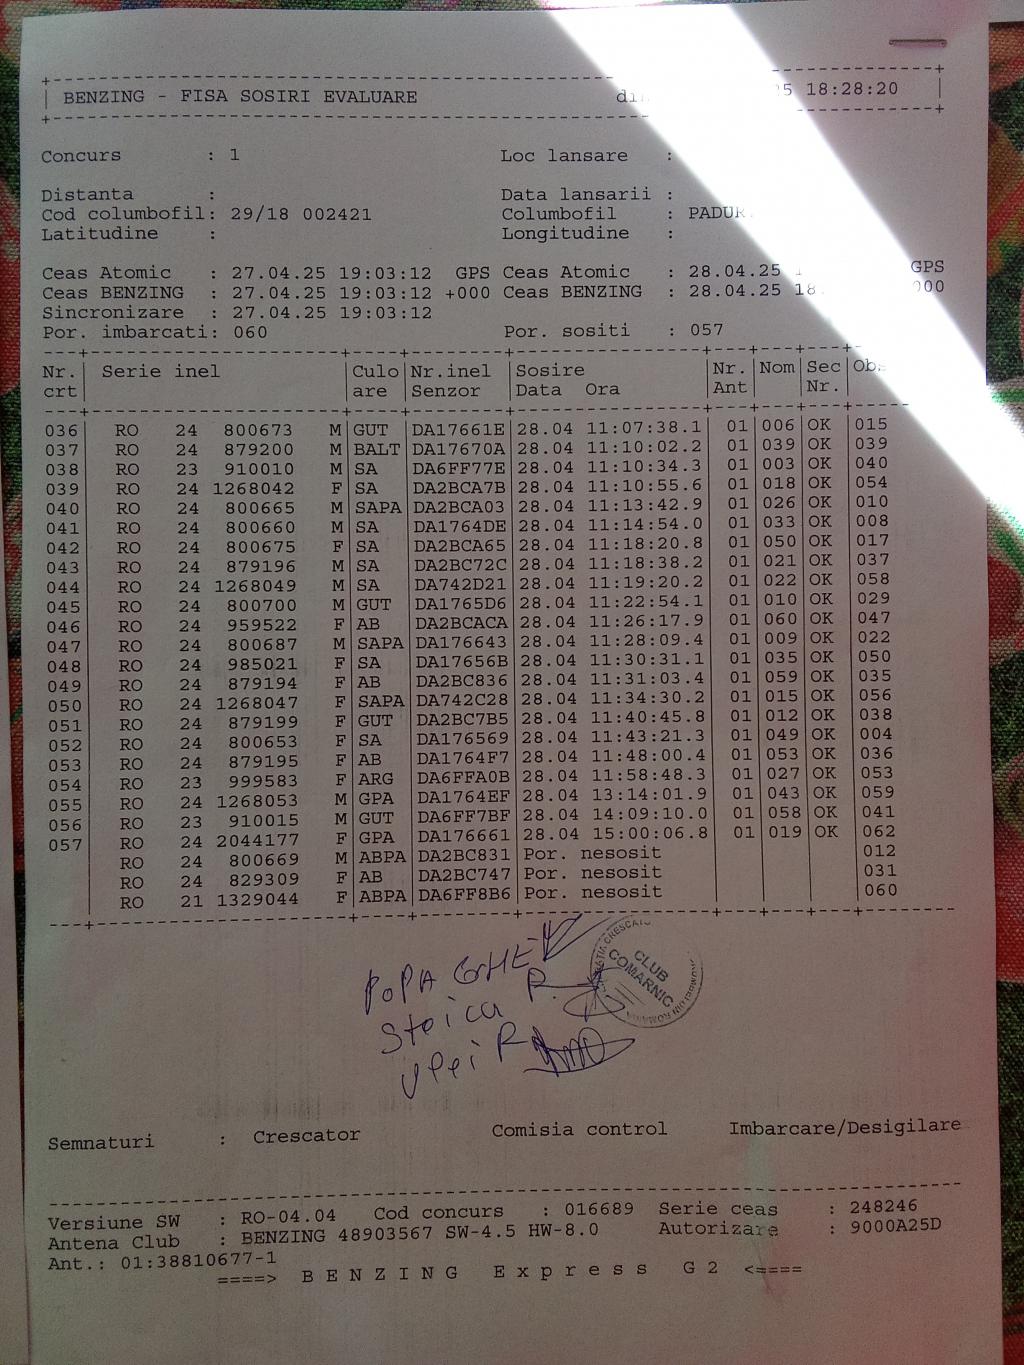 BENZING - FISA SOSIRI EVALUARE 18:28:20
Concurs : 1 Loc lansare :
Distanta : Data lansarii :
Cod columbofil: 29/18 002421 Columbofil :
Latitudine : Longitudine :
Ceas Atomic : 27.04.25 19:03:12 GPS Ceas Atomic : 28.04.25 GPS
Ceas BENZING : 27.04.25 19:03:12 +000 Ceas BENZING : 28.04.25
Sincronizare : 27.04.25 19:03:12
Por. imbarcati: 060 Por. sositi : 057
Nr. Serie inel Culo Nr.inel Sosire Nr. Nom Sec
crt are Senzor Data Ora Ant Nr.
036 RO 24 800673 M GUT DA17661E 28.04 11:07:38.1 01 006 OK 015
037 RO 24 879200 M BALT DA17670A 28.04 11:10:02.2 01 039 OK 039
038 RO 23 910010 M SA DA6FF77E 28.04 11:10:34.3 01 003 OK 040
039 RO 24 1268042 F SA DA2BCA7B 28.04 11:10:55.6 01 018 OK 054
040 RO 24 800665 M SAPA DA2BCA03 28.04 11:13:42.9 01 026 OK 010
041 RO 24 800660 M SA DA1764DE 28.04 11:14:54.0 01 033 OK 008
042 RO 24 800675 F SA DA2BCA65 28.04 11:18:20.8 01 050 OK 017
043 RO 24 879196 M SA DA2BC72C 28.04 11:18:38.2 01 021 OK 037
044 RO 24 1268049 M SA DA742D21 28.04 11:19:20.2 01 022 OK 058
045 RO 24 800700 M GUT DA1765D6 28.04 11:22:54.1 01 010 OK 029
046 RO 24 959522 F AB DA2BCACA 28.04 11:26:17.9 01 060 OK 047
047 RO 24 800687 M SAPA DA176643 28.04 11:28:09.4 01 009 OK 022
048 RO 24 985021 F SA DA17656B 28.04 11:30:31.1 01 035 OK 050
049 RO 24 879194 F AB DA2BC836 28.04 11:31:03.4 01 059 OK 035
050 RO 24 1268047 F SAPA DA742C28 28.04 11:34:30.2 01 015 OK 056
051 RO 24 879199 F GUT DA2BC7B5 28.04 11:40:45.8 01 012 OK 038
052 RO 24 800653 F SA DA176569 28.04 11:43:21.3 01 049 OK 004
053 RO 24 879195 F AB DA1764F7 28.04 11:48:00.4 01 053 OK 036
054 RO 23 999583 F ARG DA6FFA0B 28.04 11:58:48.3 01 027 OK 053
055 RO 24 1268053 M GPA DA1764EF 28.04 13:14:01.9 01 043 OK 059
056 RO 23 910015 M GUT DA6FF7BF 28.04 14:09:10.0 01 058 OK 041
057 RO 24 2044177 F GPA DA176661 28.04 15:00:06.8 01 019 OK 062
RO 24 800669 M ABPA DA2BC831 Por. nesosit 012
RO 24 829309 F AB DA2BC747 Por. nesosit 031
RO 21 1329044 F ABPA DA6FF8B6 Por. nesosit 060
POPA GHE
Stoica P.
CLUB
COMARNIC
Semnaturi : Crescator Comisia control Imbarcare/Desigilare
Versiune SW : RO-04.04 Cod concurs : 016689 Serie ceas : 248246
Antena Club : BENZING 48903567 SW-4.5 HW-8.0 Autorizare : 9000A25D
Ant.: 01:38810677-1
====> B E N Z I N G E x p r e s s G 2 <====